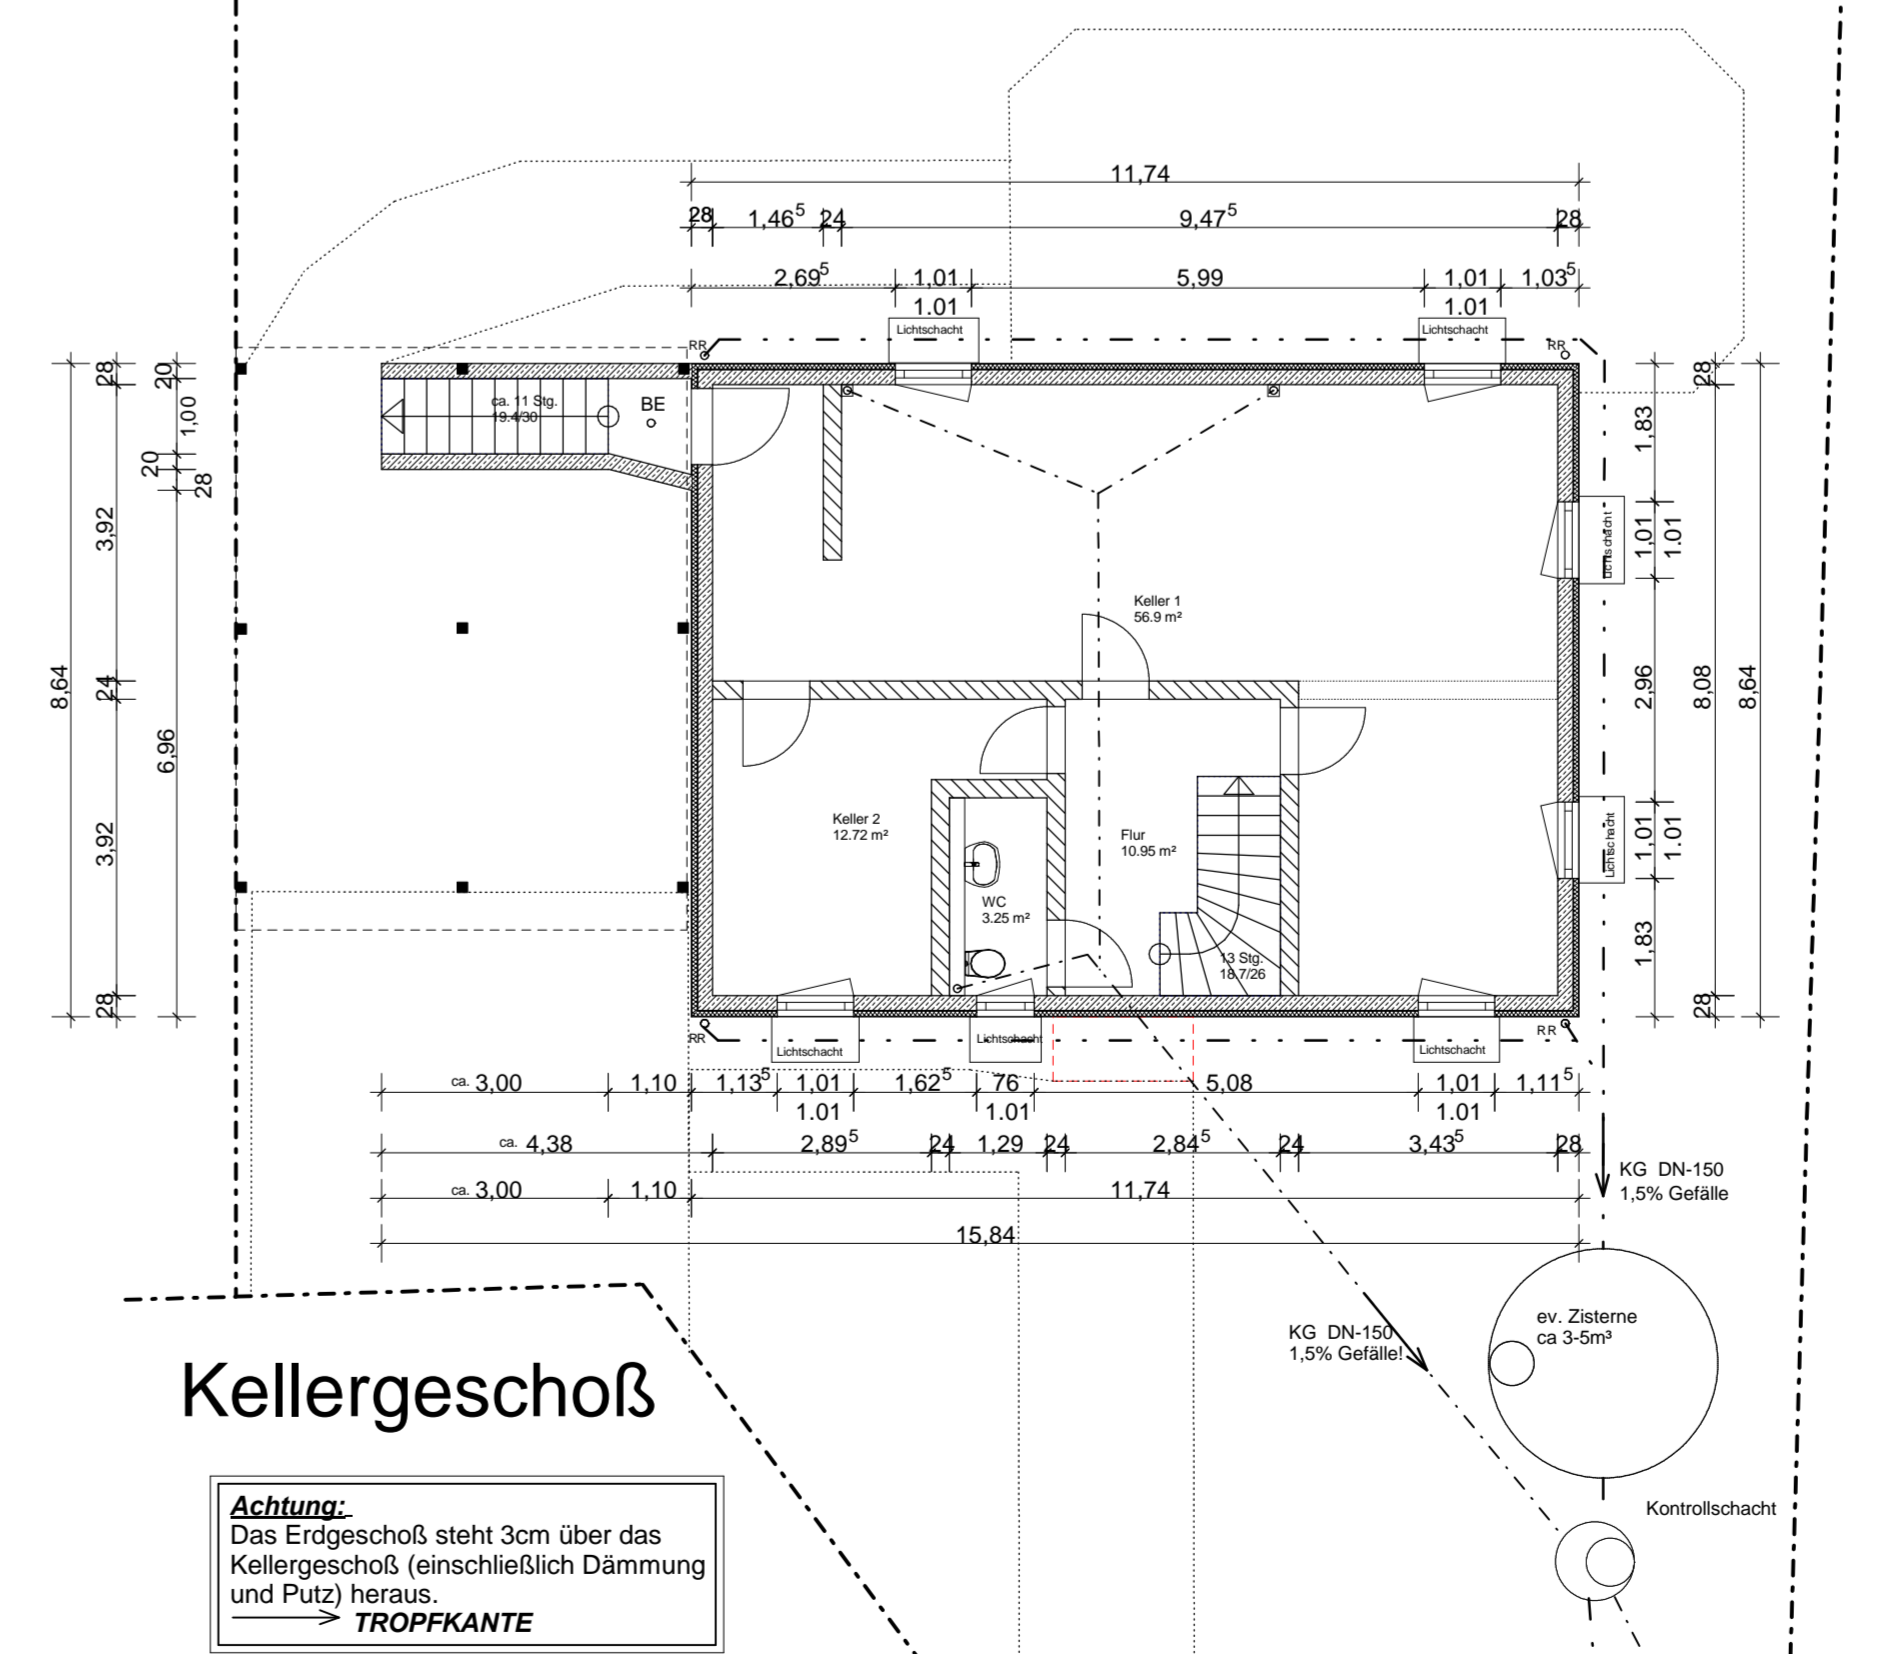 11,74
28 1,46⁵ 24 9,47⁵ 28
2,69⁵ 1,01 5,99 1,01 1,03⁵
1.01 1.01
Lichtschacht Lichtschacht
RR RR
28 20
ca. 11 Stg.
19.4/30
BE
1,00
20
28
3,92
8,64
24
6,96
3,92
28
28
1,83
1,01 1.01
Lichtschacht
2,96
8,08
8,64
1,01 1.01
Lichtschacht
1,83
28
Keller 1
56.9 m²
Keller 2
12.72 m²
Flur
10.95 m²
WC
3.25 m²
13 Stg.
18.7/26
RR RR
Lichtschacht Lichtschacht Lichtschacht
ca. 3,00 1,10 1,13⁵ 1,01 1,62⁵ 76 5,08 1,01 1,11⁵
1.01 1.01 1.01
ca. 4,38 2,89⁵ 24 1,29 24 2,84⁵ 24 3,43⁵ 28
ca. 3,00 1,10 11,74
15,84
KG DN-150
1,5% Gefälle
ev. Zisterne
ca 3-5m³
KG DN-150
1,5% Gefälle!
Kontrollschacht
Kellergeschoß
Achtung:
Das Erdgeschoß steht 3cm über das
Kellergeschoß (einschließlich Dämmung
und Putz) heraus.
TROPFKANTE